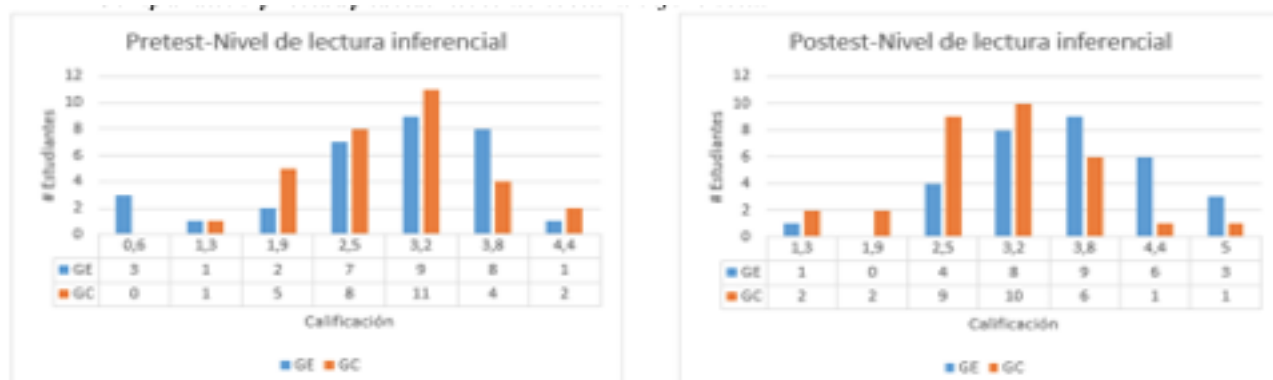 Pretest-Nivel de lectura inferencial
12
10
8
6
4
2
0
# Estudiantes
0,6 1,3 1,9 2,5 3,2 3,8 4,4
GE 3 1 2 7 9 8 1
GC 0 1 5 8 11 4 2
Calificación
GE GC
Postest-Nivel de lectura inferencial
12
10
8
6
4
2
0
# Estudiantes
1,3 1,9 2,5 3,2 3,8 4,4 5
GE 1 0 4 8 9 6 3
GC 2 2 9 10 6 1 1
Calificación
GE GC